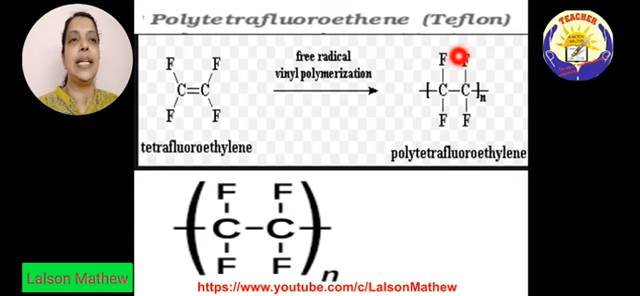 Polytetrafluoroethene (Teflon)
TEACHER
F F F F
free radical
vinyl polymerization
C=C
C-C
n
F F F F
tetrafluoroethylene
polytetrafluoroethylene
F F
C-C
F F
n
Lalson Mathew
https://www.youtube.com/c/LalsonMathew